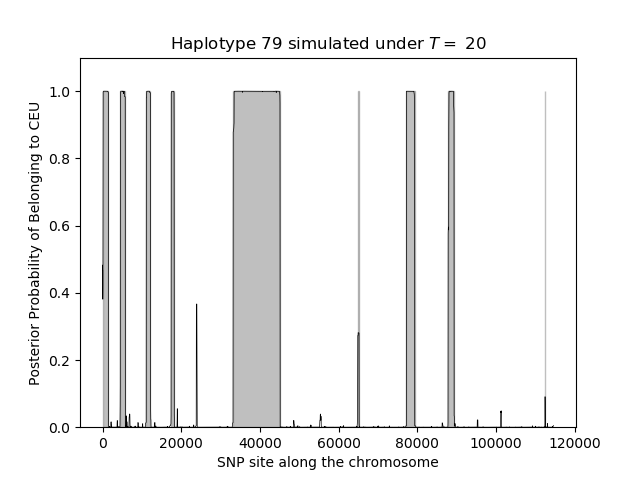 Haplotype 79 simulated under T = 20
Posterior Probability of Belonging to CEU
1.0
0.8
0.6
0.4
0.2
0.0
0 20000 40000 60000 80000 100000 120000
SNP site along the chromosome